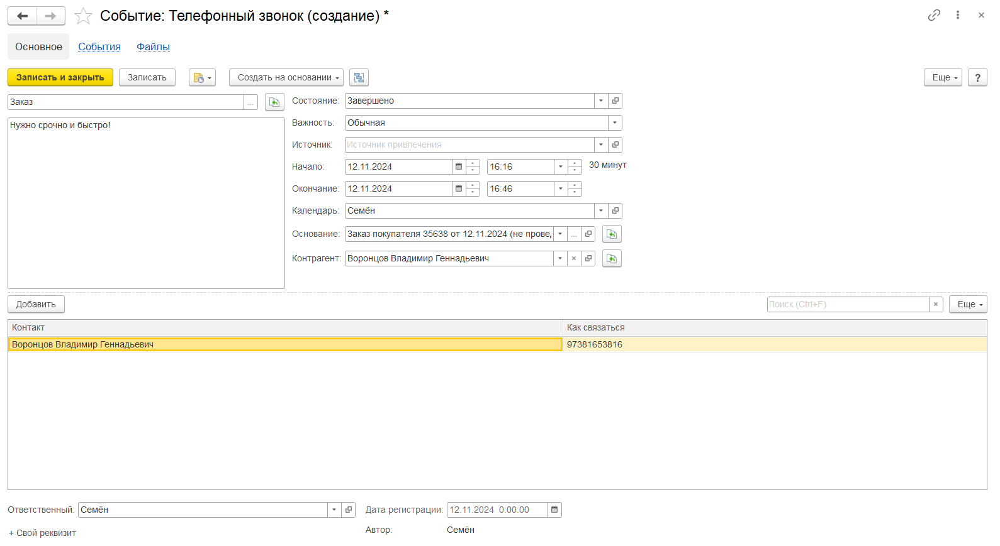 Событие: Телефонный звонок (создание) *
Основное События Файлы
Записать и закрыть Записать Создать на основании Еще ?
Заказ ...
Нужно срочно и быстро!
Состояние: Завершено
Важность: Обычная
Источник: Источник привлечения
Начало: 12.11.2024 16:16 30 минут
Окончание: 12.11.2024 16:46
Календарь: Семён
Основание: Заказ покупателя 35638 от 12.11.2024 (не провед ...
Контрагент: Воронцов Владимир Геннадьевич
Добавить Поиск (Ctrl+F) × Еще
Контакт Как связаться
Воронцов Владимир Геннадьевич 97381653816
Ответственный: Семён Дата регистрации: 12.11.2024 0:00:00
+ Свой реквизит Автор: Семён